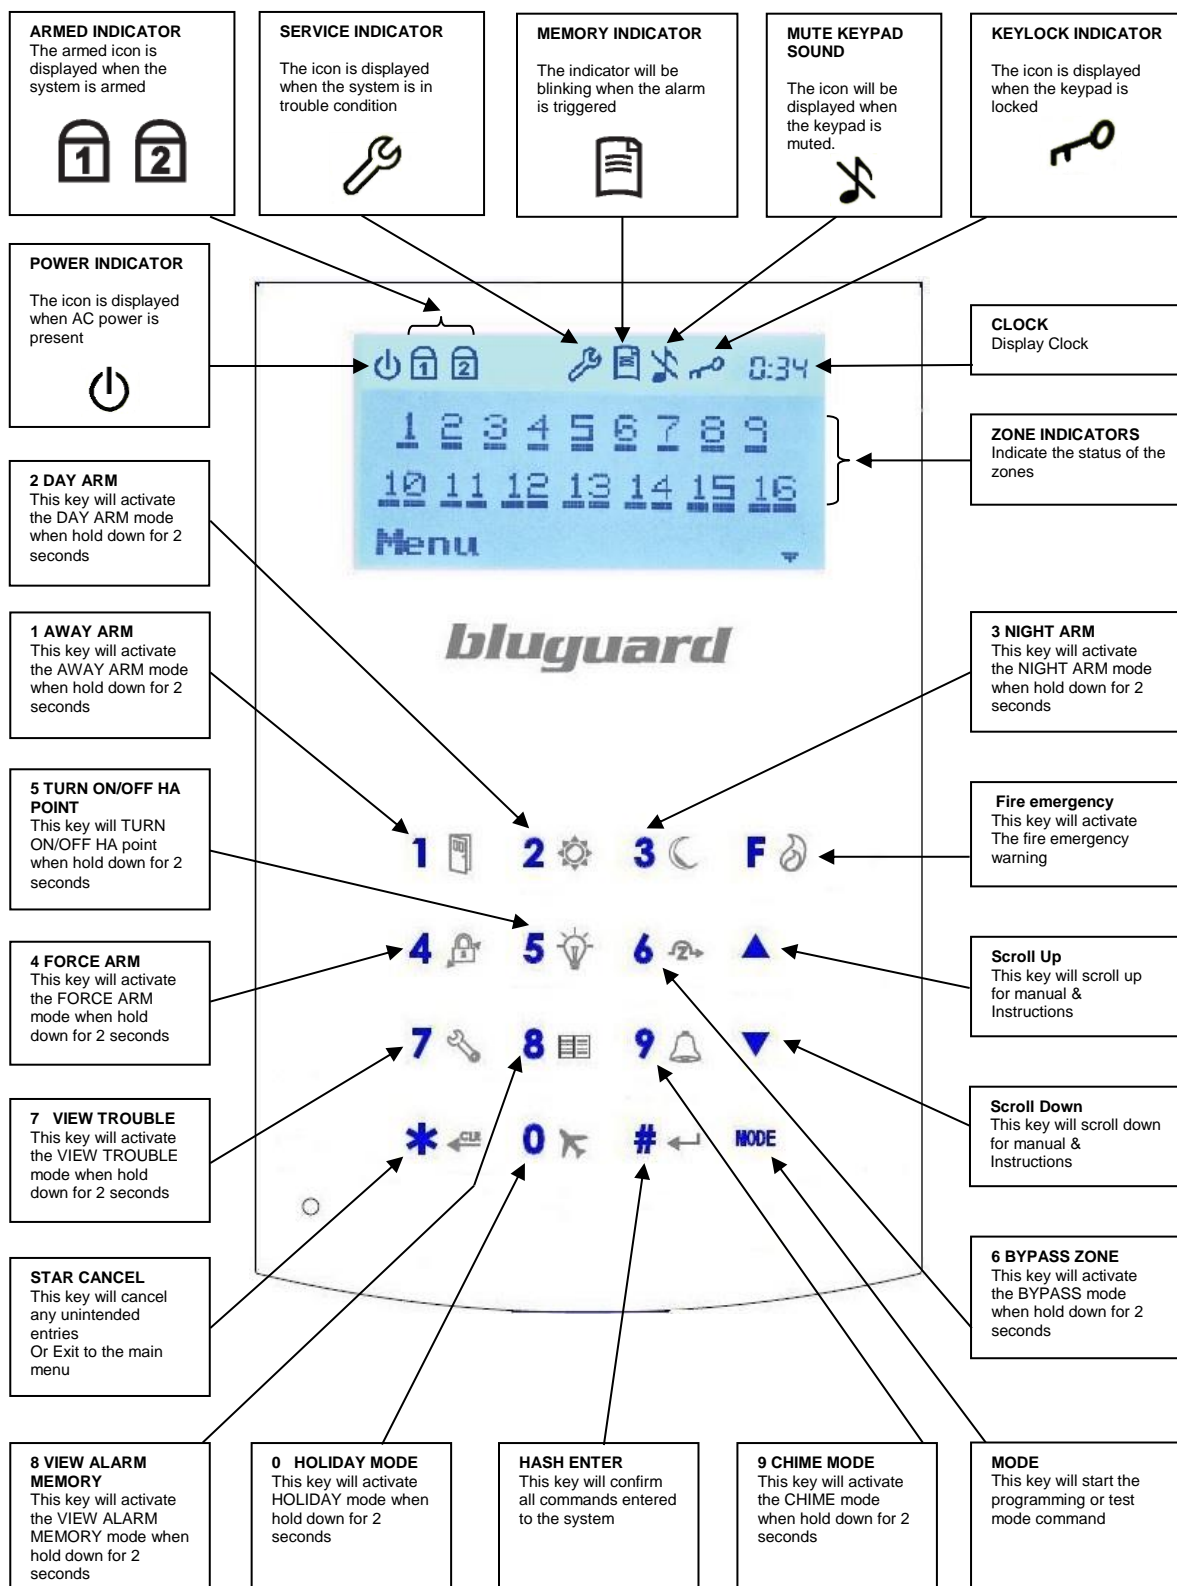 ARMED INDICATOR
The armed icon is
displayed when the
system is armed
1 2
SERVICE INDICATOR
The icon is displayed
when the system is in
trouble condition
MEMORY INDICATOR
The indicator will be
blinking when the alarm
is triggered
MUTE KEYPAD
SOUND
The icon will be
displayed when
the keypad is
muted.
KEYLOCK INDICATOR
The icon is displayed
when the keypad is
locked
POWER INDICATOR
The icon is displayed
when AC power is
present
1 2 0:34
1 2 3 4 5 6 7 8 9
10 11 12 13 14 15 16
Menu
CLOCK
Display Clock
ZONE INDICATORS
Indicate the status of the
zones
2 DAY ARM
This key will activate
the DAY ARM mode
when hold down for 2
seconds
bluguard
1 AWAY ARM
This key will activate
the AWAY ARM mode
when hold down for 2
seconds
3 NIGHT ARM
This key will activate
the NIGHT ARM mode
when hold down for 2
seconds
5 TURN ON/OFF HA
POINT
This key will TURN
ON/OFF HA point
when hold down for 2
seconds
1 2 3 F
Fire emergency
This key will activate
The fire emergency
warning
4 FORCE ARM
This key will activate
the FORCE ARM
mode when hold
down for 2 seconds
4 5 6 Z
Scroll Up
This key will scroll up
for manual &
Instructions
7 8 9
7 VIEW TROUBLE
This key will activate
the VIEW TROUBLE
mode when hold
down for 2 seconds
* CLR 0 # MODE
Scroll Down
This key will scroll down
for manual &
Instructions
STAR CANCEL
This key will cancel
any unintended
entries
Or Exit to the main
menu
6 BYPASS ZONE
This key will activate
the BYPASS mode
when hold down for 2
seconds
8 VIEW ALARM
MEMORY
This key will activate
the VIEW ALARM
MEMORY mode when
hold down for 2
seconds
0 HOLIDAY MODE
This key will activate
HOLIDAY mode when
hold down for 2
seconds
HASH ENTER
This key will confirm
all commands entered
to the system
9 CHIME MODE
This key will activate
the CHIME mode
when hold down for 2
seconds
MODE
This key will start the
programming or test
mode command